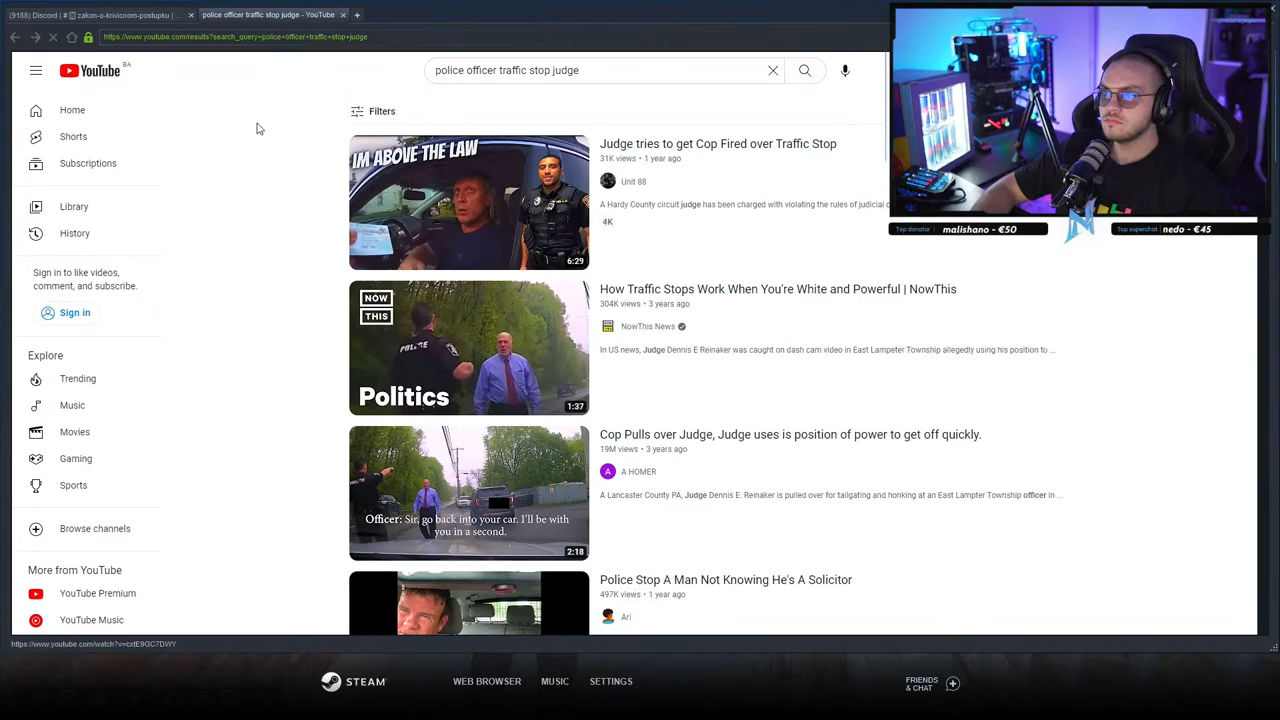 (9188) Discord | # zakon-o-krivicnom-postupku | ...
police officer traffic stop judge - YouTube
https://www.youtube.com/results?search_query=police+officer+traffic+stop+judge
YouTube BA
police officer traffic stop judge
Home
Shorts
Subscriptions
Library
History
Sign in to like videos,
comment, and subscribe.
Sign in
Explore
Trending
Music
Movies
Gaming
Sports
Browse channels
More from YouTube
YouTube Premium
YouTube Music
Filters
IM ABOVE THE LAW
6:29
Judge tries to get Cop Fired over Traffic Stop
31K views • 1 year ago
Unit 88
A Hardy County circuit judge has been charged with violating the rules of judicial c
4K
NOW
THIS
POLICE
Politics
1:37
How Traffic Stops Work When You're White and Powerful | NowThis
304K views • 3 years ago
NowThis News
In US news, Judge Dennis E Reinaker was caught on dash cam video in East Lampeter Township allegedly using his position to ...
Officer: Sir, go back into your car. I'll be with
you in a second.
2:18
Cop Pulls over Judge, Judge uses is position of power to get off quickly.
19M views • 3 years ago
A
A HOMER
A Lancaster County PA, Judge Dennis E. Reinaker is pulled over for tailgating and honking at an East Lampter Township officer in ...
Police Stop A Man Not Knowing He's A Solicitor
497K views • 1 year ago
Ari
Top donator malishano - €50
Top superchat nedo - €45
https://www.youtube.com/watch?v=cxtE9GC7DWY
STEAM
WEB BROWSER
MUSIC
SETTINGS
FRIENDS
& CHAT